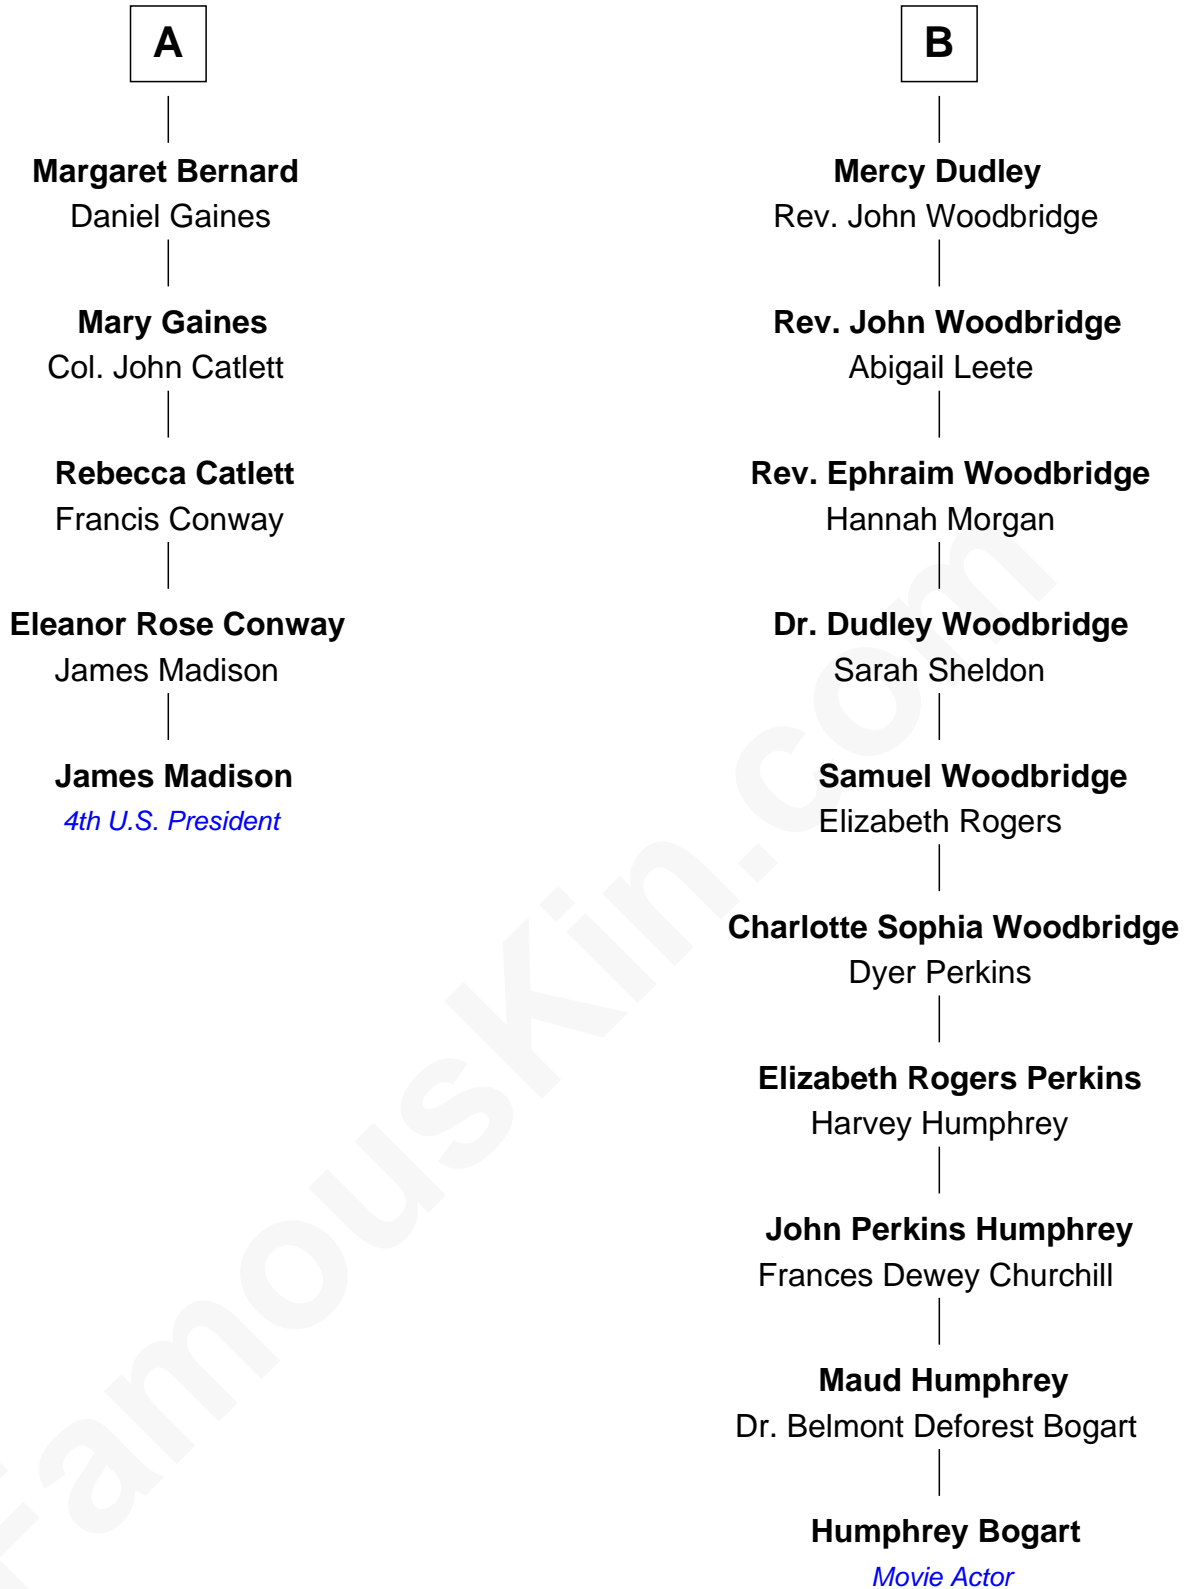 A
Margaret Bernard
Daniel Gaines
Mary Gaines
Col. John Catlett
Rebecca Catlett
Francis Conway
Eleanor Rose Conway
James Madison
James Madison
4th U.S. President
B
Mercy Dudley
Rev. John Woodbridge
Rev. John Woodbridge
Abigail Leete
Rev. Ephraim Woodbridge
Hannah Morgan
Dr. Dudley Woodbridge
Sarah Sheldon
Samuel Woodbridge
Elizabeth Rogers
Charlotte Sophia Woodbridge
Dyer Perkins
Elizabeth Rogers Perkins
Harvey Humphrey
John Perkins Humphrey
Frances Dewey Churchill
Maud Humphrey
Dr. Belmont Deforest Bogart
Humphrey Bogart
Movie Actor
FamousKin.com